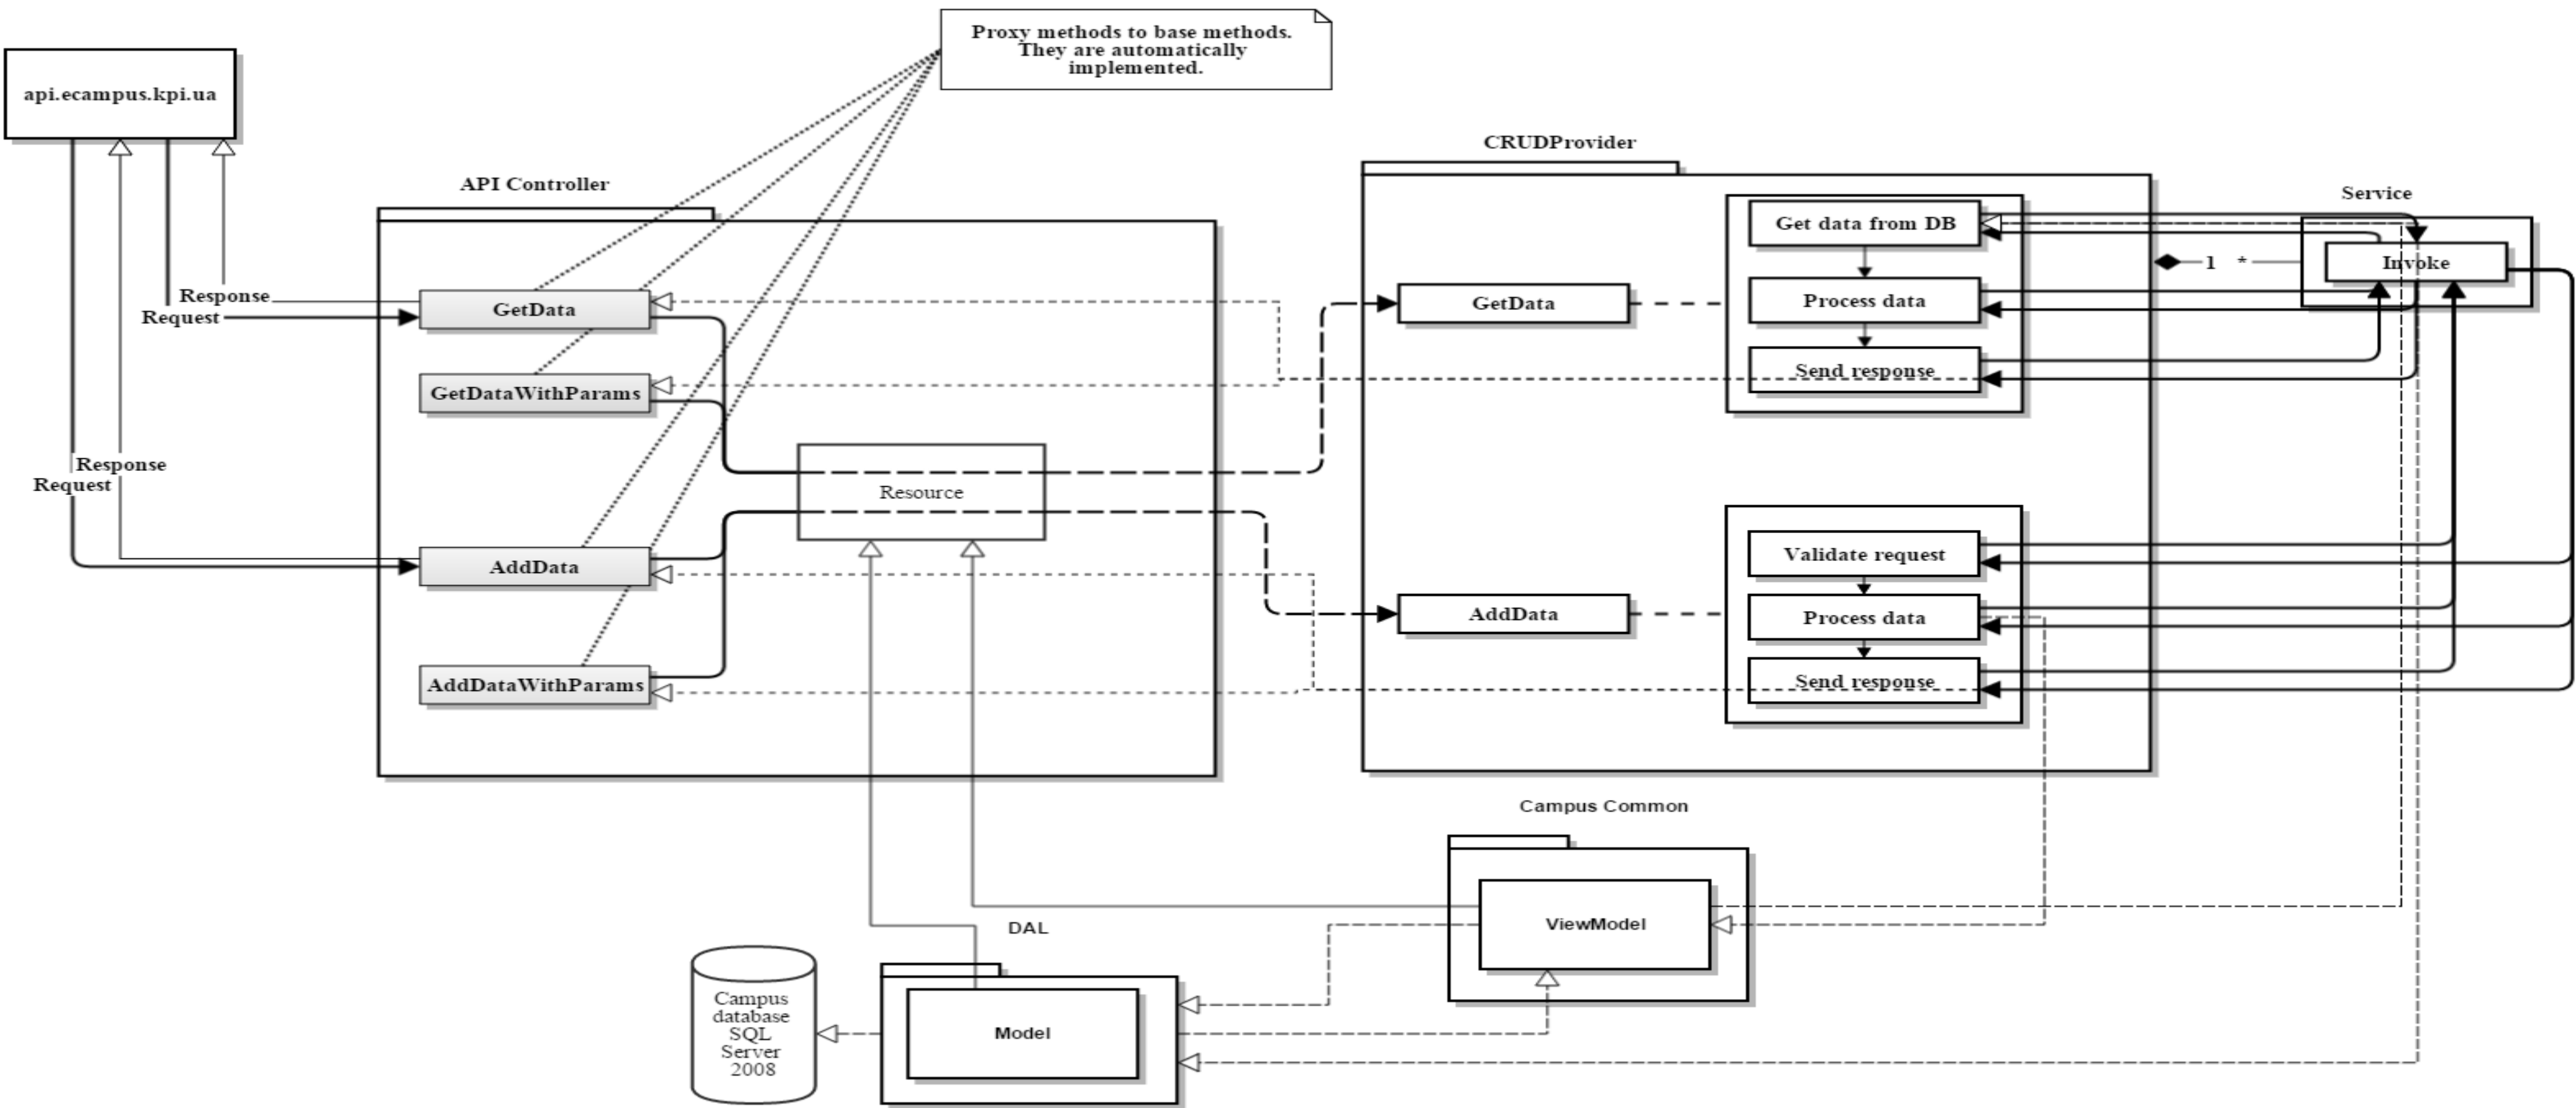 Proxy methods to base methods.
They are automatically
implemented.
api.ecampus.kpi.ua
CRUDProvider
API Controller
Service
Get data from DB
Invoke
1 *
Response
Request
GetData
GetData
Process data
GetDataWithParams
Send response
Response
Request
Resource
AddData
Validate request
AddData
Process data
AddDataWithParams
Send response
Campus Common
ViewModel
DAL
Campus
database
SQL
Server
2008
Model